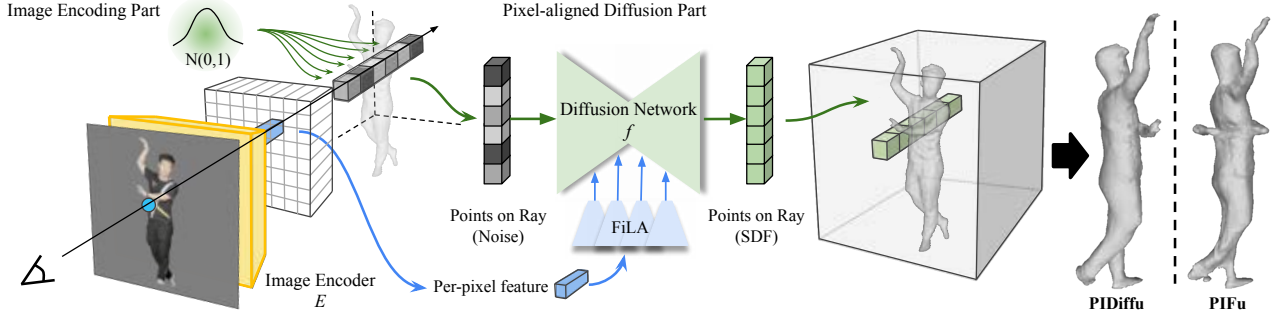 Image Encoding Part
Pixel-aligned Diffusion Part
N(0,1)
Diffusion Network
f
Points on Ray
(Noise)
FiLA
Points on Ray
(SDF)
Image Encoder
E
Per-pixel feature
PIDiffu
PIFu